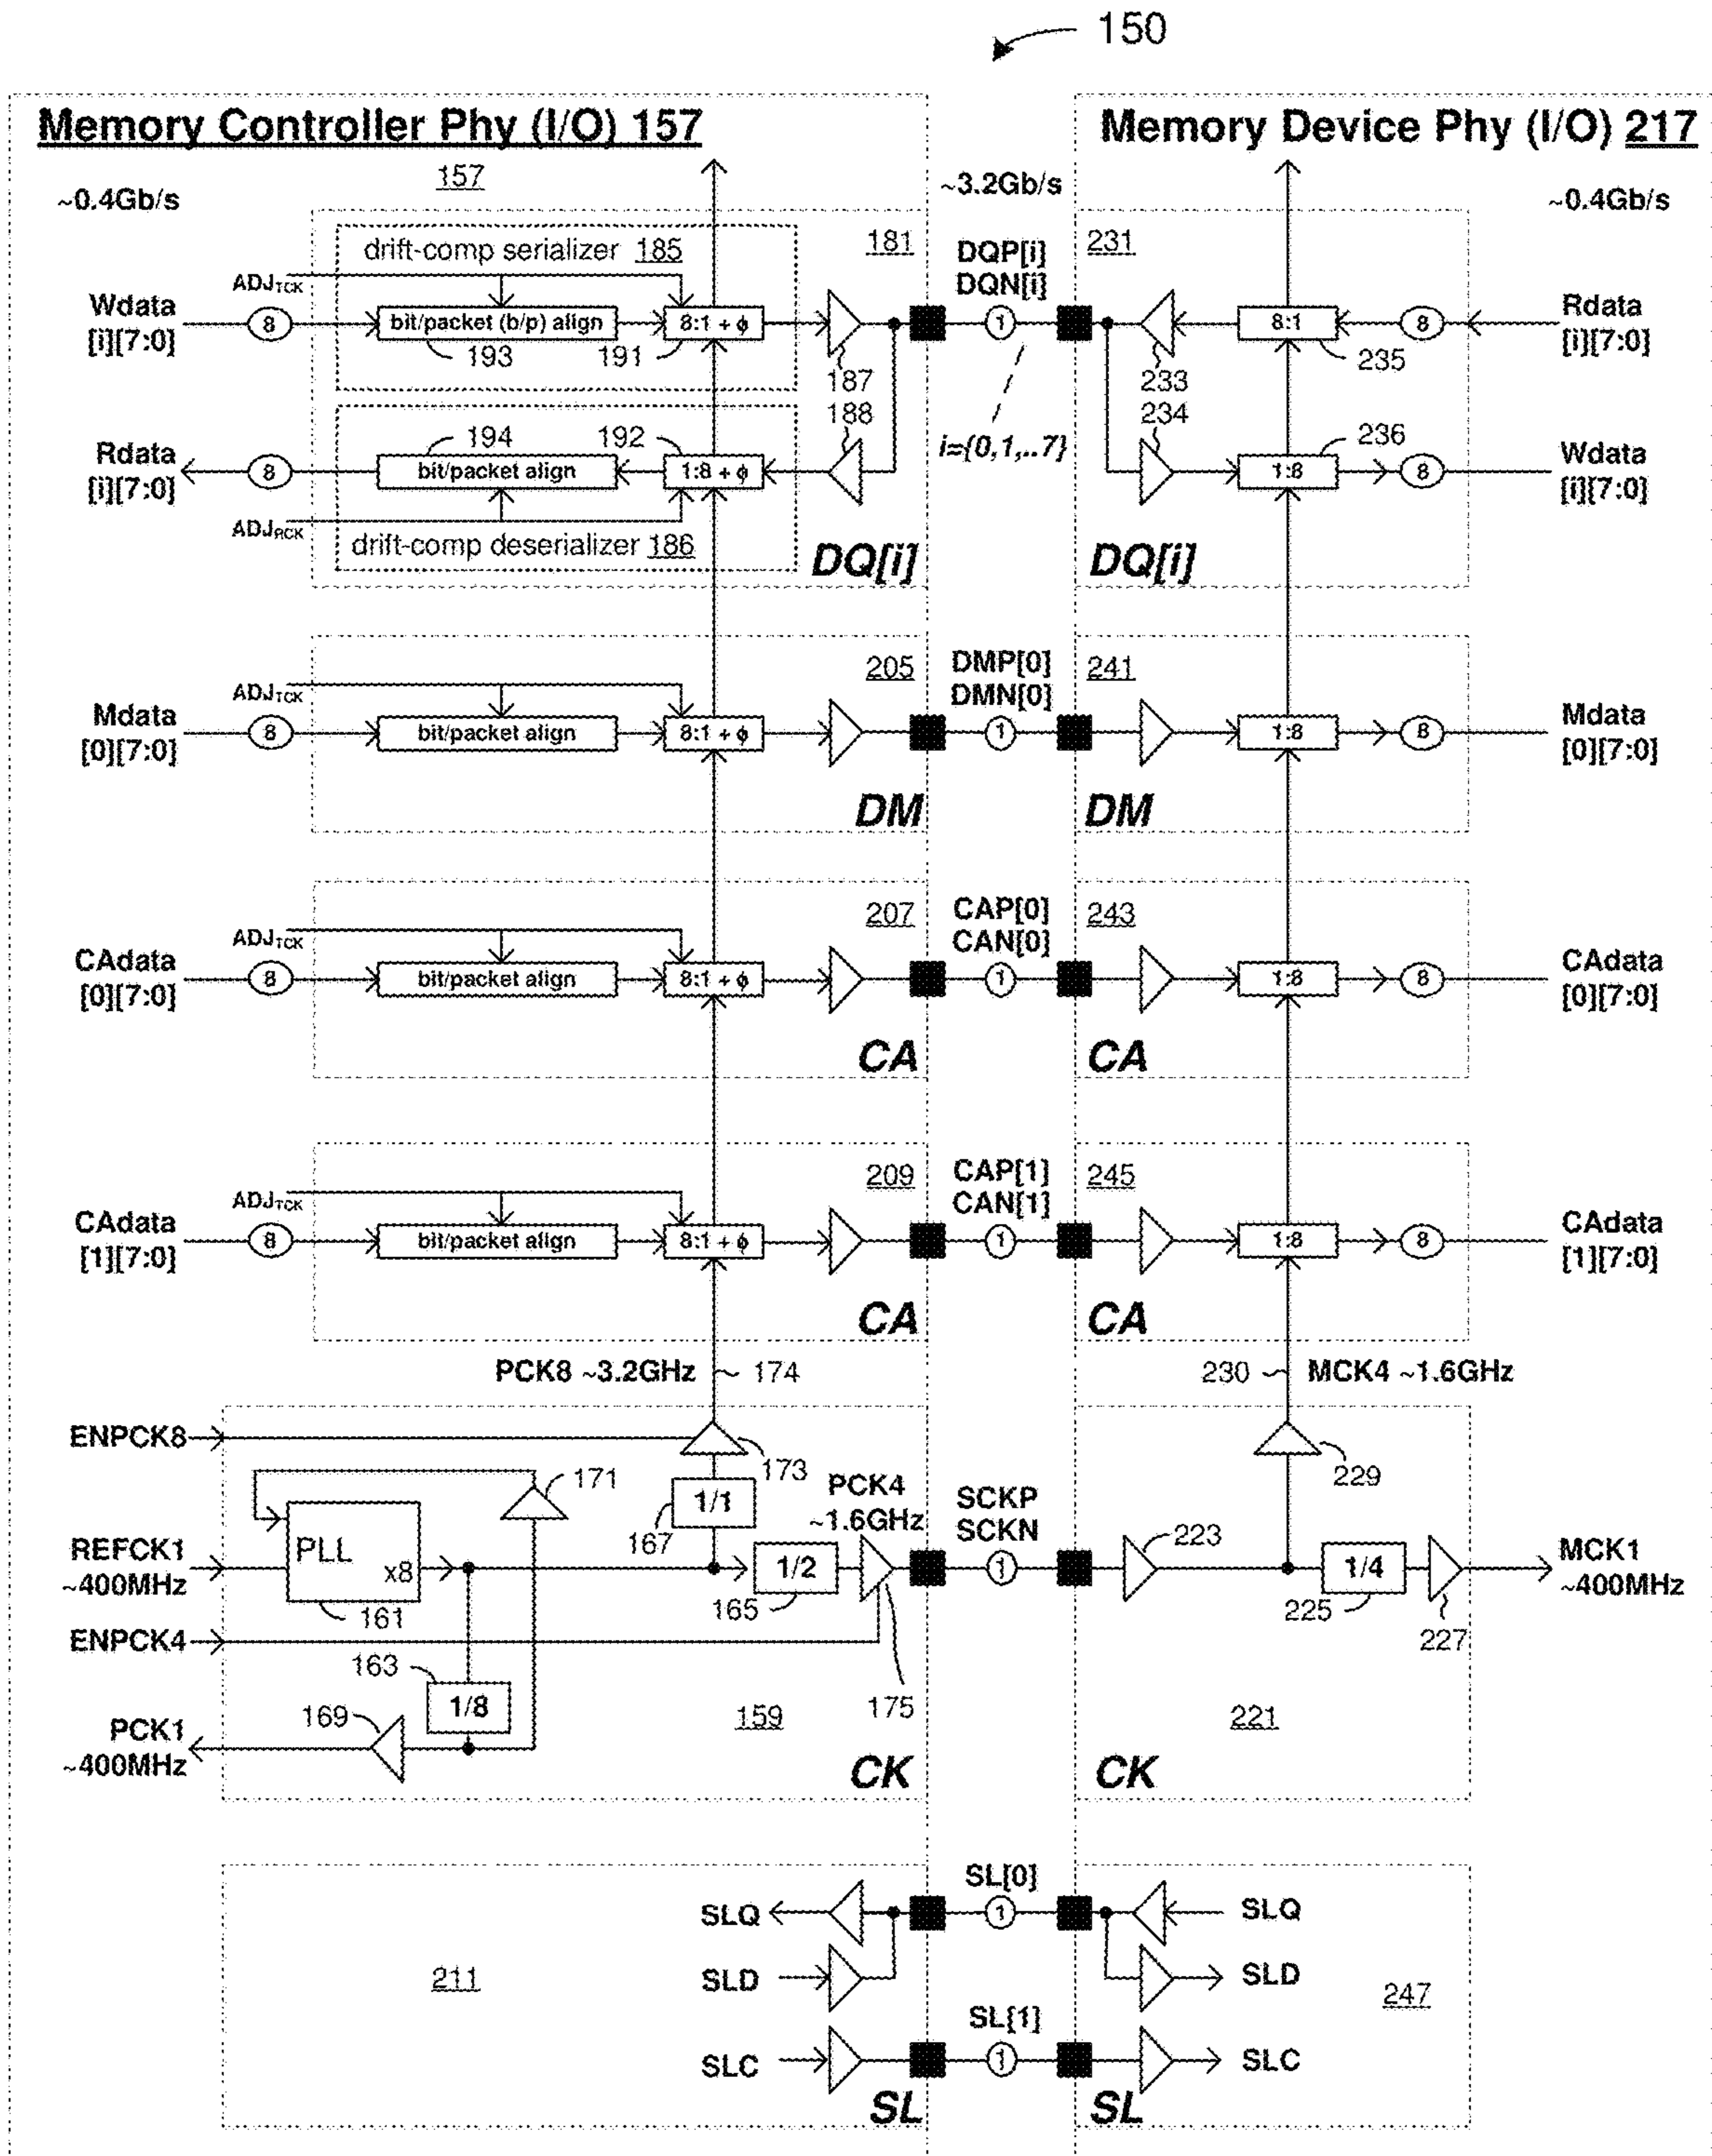 150
Memory Controller Phy (I/O) 157
Memory Device Phy (I/O) 217
157
~0.4Gb/s
~3.2Gb/s
~0.4Gb/s
drift-comp serializer 185
181
DQP[i]
DQN[i]
231
ADJTCK
Wdata
[i][7:0]
8
bit/packet (b/p) align
8:1 + ϕ
1
8:1
8
Rdata
[i][7:0]
193
191
187
233
235
188
234
i={0,1,..7}
194
192
236
Rdata
[i][7:0]
8
bit/packet align
1:8 + ϕ
1:8
8
Wdata
[i][7:0]
ADJRCK
drift-comp deserializer 186
DQ[i]
DQ[i]
205
DMP[0]
DMN[0]
241
ADJTCK
Mdata
[0][7:0]
8
bit/packet align
8:1 + ϕ
1
1:8
8
Mdata
[0][7:0]
DM
DM
207
CAP[0]
CAN[0]
243
ADJTCK
CAdata
[0][7:0]
8
bit/packet align
8:1 + ϕ
1
1:8
8
CAdata
[0][7:0]
CA
CA
209
CAP[1]
CAN[1]
245
ADJTCK
CAdata
[1][7:0]
8
bit/packet align
8:1 + ϕ
1
1:8
8
CAdata
[1][7:0]
CA
CA
PCK8 ~3.2GHz
174
230
MCK4 ~1.6GHz
ENPCK8
173
229
171
1/1
167
PCK4
~1.6GHz
SCKP
SCKN
223
REFCK1
~400MHz
PLL
x8
161
1/2
165
1
1/4
225
227
MCK1
~400MHz
ENPCK4
163
1/8
175
169
159
221
PCK1
~400MHz
CK
CK
SL[0]
SLQ
1
SLQ
SLD
SLD
211
247
SL[1]
SLC
1
SLC
SL
SL